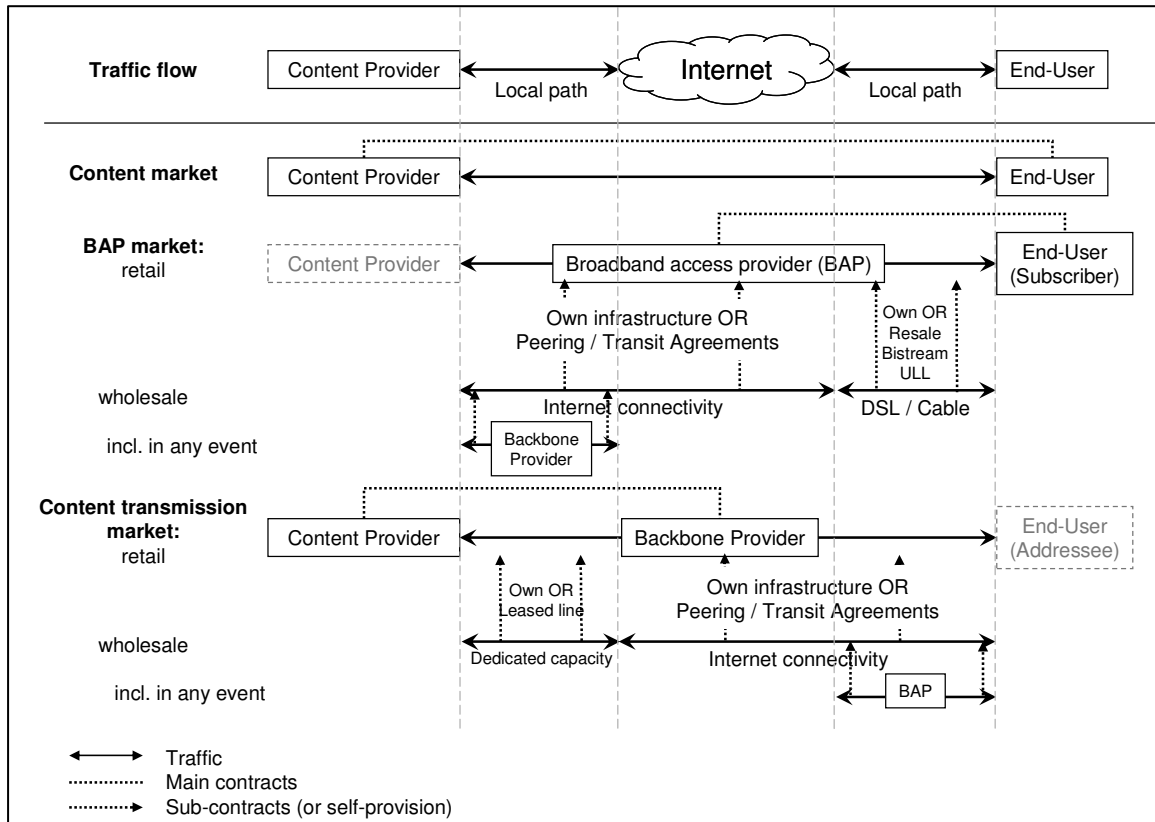 Traffic flow
Content Provider
Internet
End-User
Local path
Local path
Content market
Content Provider
End-User
BAP market:
retail
Content Provider
Broadband access provider (BAP)
End-User
(Subscriber)
Own infrastructure OR
Peering / Transit Agreements
Own OR
Resale
Bistream
ULL
wholesale
Internet connectivity
DSL / Cable
incl. in any event
Backbone
Provider
Content transmission
market:
retail
Content Provider
Backbone Provider
End-User
(Addressee)
Own OR
Leased line
Own infrastructure OR
Peering / Transit Agreements
wholesale
Dedicated capacity
Internet connectivity
incl. in any event
BAP
Traffic
Main contracts
Sub-contracts (or self-provision)